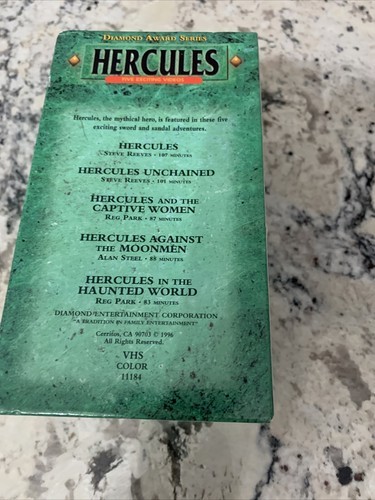 DIAMOND AWARD SERIES
HERCULES
FIVE EXCITING VIDEOS
Hercules, the mythical hero, is featured in these five
exciting sword and sandal adventures.
HERCULES
STEVE REEVES • 107 MINUTES
HERCULES UNCHAINED
STEVE REEVES • 101 MINUTES
HERCULES AND THE
CAPTIVE WOMEN
REG PARK • 87 MINUTES
HERCULES AGAINST
THE MOONMEN
ALAN STEEL • 88 MINUTES
HERCULES IN THE
HAUNTED WORLD
REG PARK • 83 MINUTES
DIAMOND ENTERTAINMENT CORPORATION
"A TRADITION IN FAMILY ENTERTAINMENT"
Cerritos, CA 90703 © 1996
All Rights Reserved.
VHS
COLOR
11184